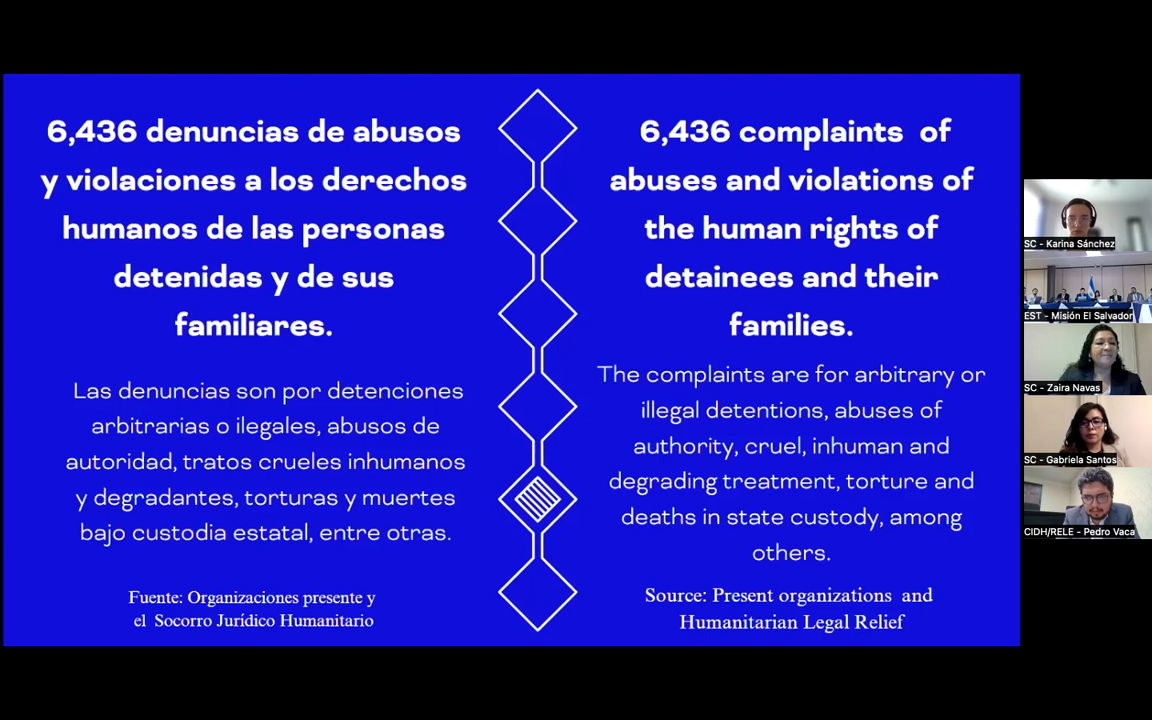 6,436 denuncias de abusos
y violaciones a los derechos
humanos de las personas
detenidas y de sus
familiares.
Las denuncias son por detenciones
arbitrarias o ilegales, abusos de
autoridad, tratos crueles inhumanos
y degradantes, torturas y muertes
bajo custodia estatal, entre otras.
Fuente: Organizaciones presente y
el Socorro Jurídico Humanitario
6,436 complaints of
abuses and violations of
the human rights of
detainees and their
families.
The complaints are for arbitrary or
illegal detentions, abuses of
authority, cruel, inhuman and
degrading treatment, torture and
deaths in state custody, among
others.
Source: Present organizations and
Humanitarian Legal Relief
SC - Karina Sánchez
EST - Misión El Salvador
SC - Zaira Navas
SC - Gabriela Santos
CIDH/RELE - Pedro Vaca